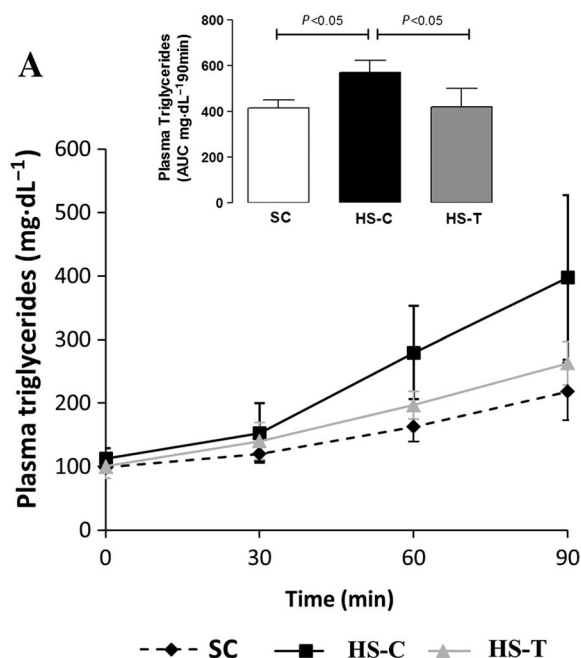 A
Plasma Triglycerides
(AUC mg·dL⁻¹90min)
800
600
400
200
0
P<0.05
P<0.05
SC
HS-C
HS-T
Plasma triglycerides (mg·dL⁻¹)
600
500
400
300
200
100
0
0
30
60
90
Time (min)
SC
HS-C
HS-T